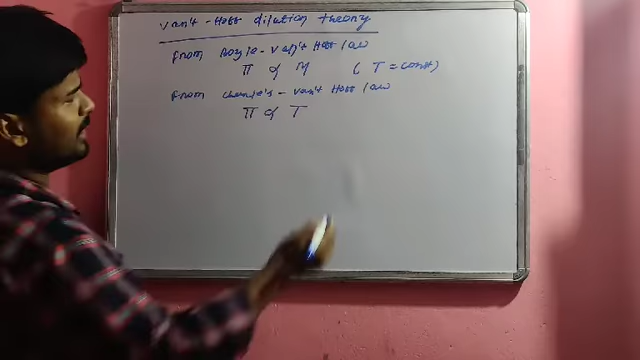 van't-Hoff dilution theory
From Boyle-van't Hoff law
π α M ( T = const)
From Charle's - van't Hoff law
π α T